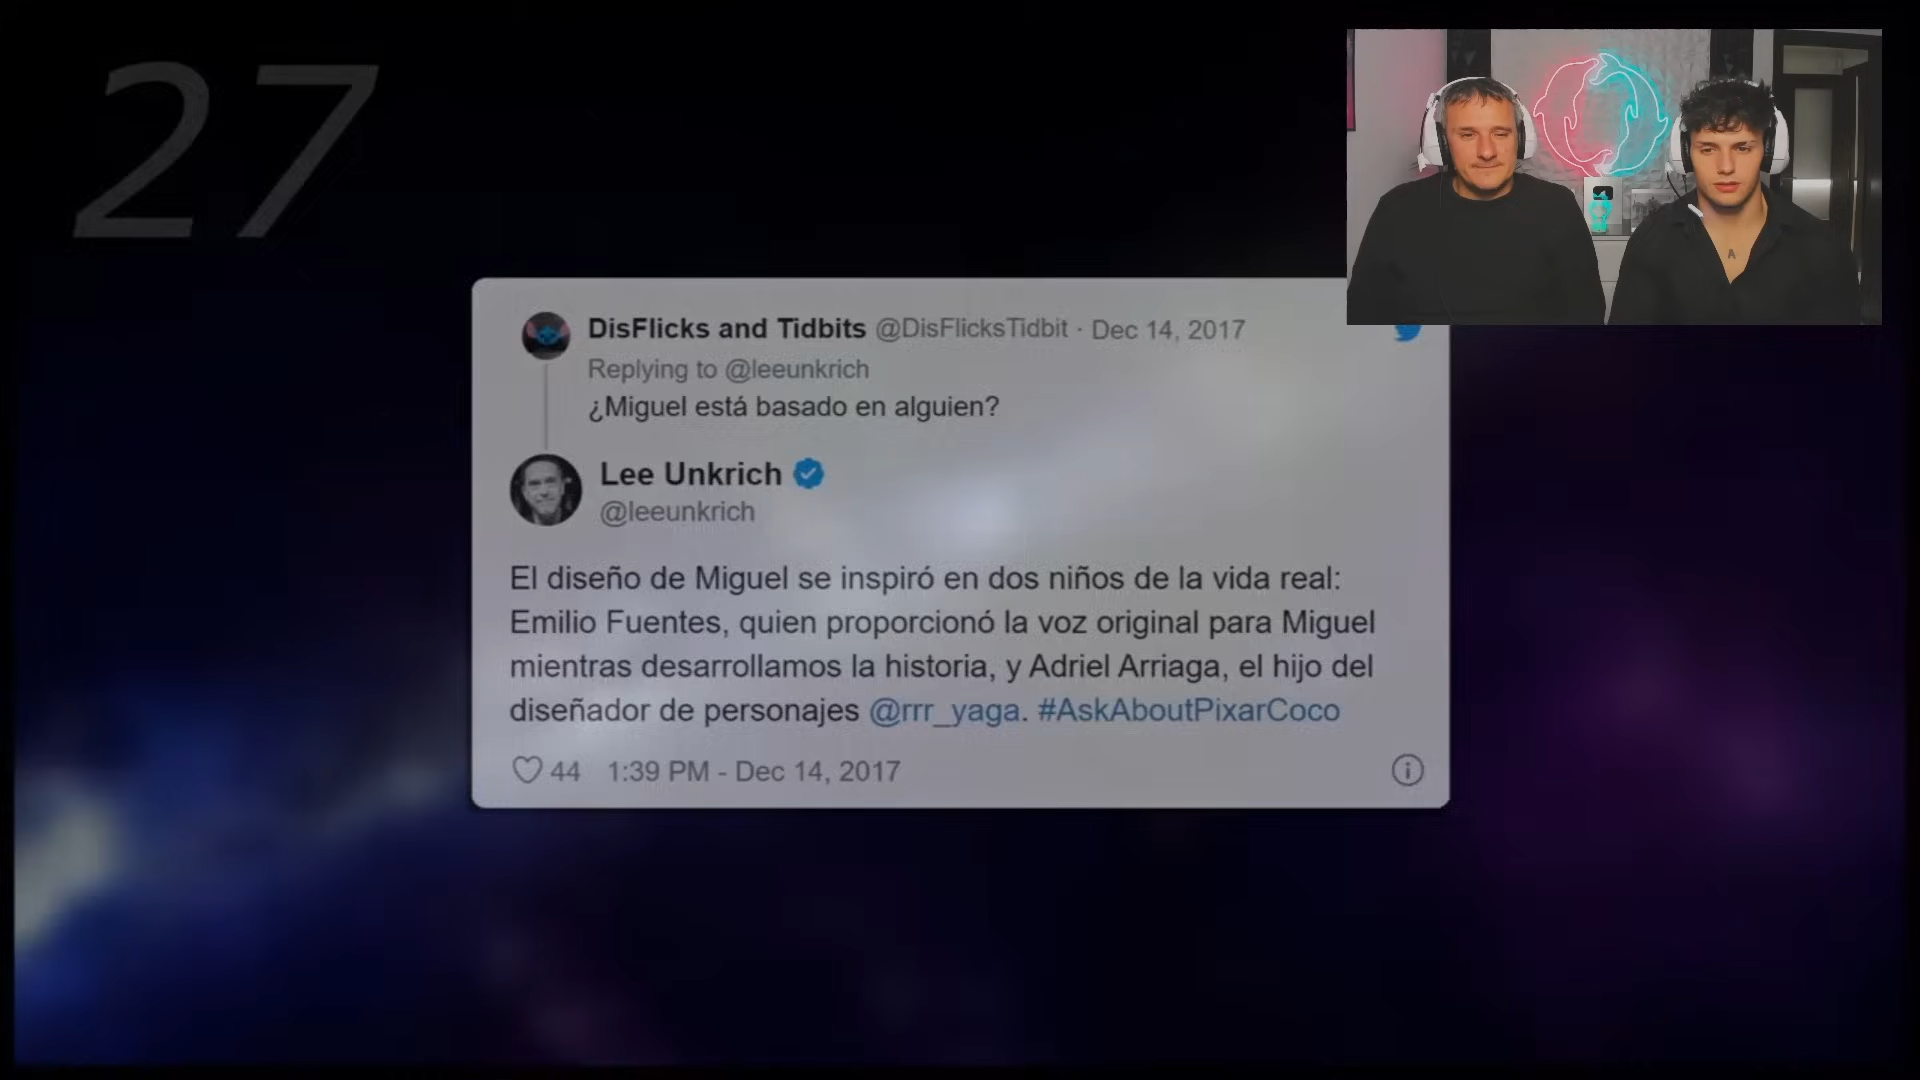 27
DisFlicks and Tidbits @DisFlicksTidbit · Dec 14, 2017
Replying to @leeunkrich
¿Miguel está basado en alguien?
Lee Unkrich
@leeunkrich
El diseño de Miguel se inspiró en dos niños de la vida real:
Emilio Fuentes, quien proporcionó la voz original para Miguel
mientras desarrollamos la historia, y Adriel Arriaga, el hijo del
diseñador de personajes @rrr_yaga. #AskAboutPixarCoco
44 1:39 PM - Dec 14, 2017
A